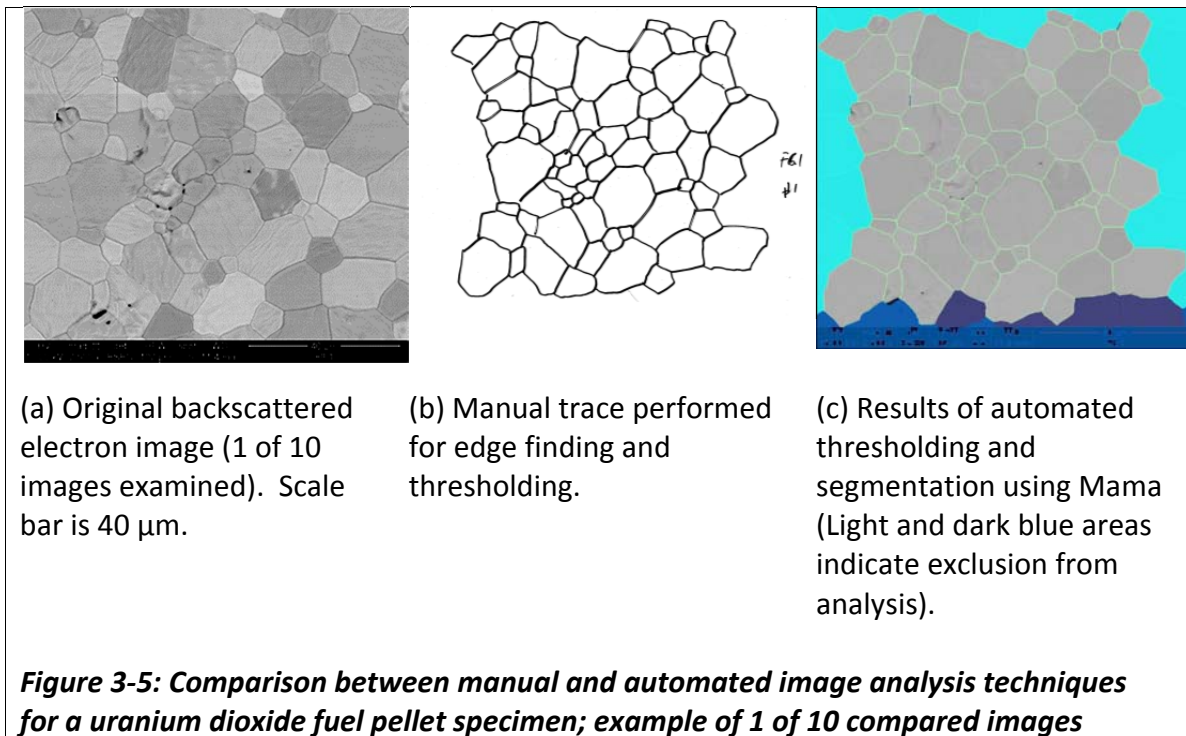 #1
(a) Original backscattered
electron image (1 of 10
images examined).  Scale
bar is 40 µm.
(b) Manual trace performed
for edge finding and
thresholding.
(c) Results of automated
thresholding and
segmentation using Mama
(Light and dark blue areas
indicate exclusion from
analysis).
Figure 3-5: Comparison between manual and automated image analysis techniques
for a uranium dioxide fuel pellet specimen; example of 1 of 10 compared images